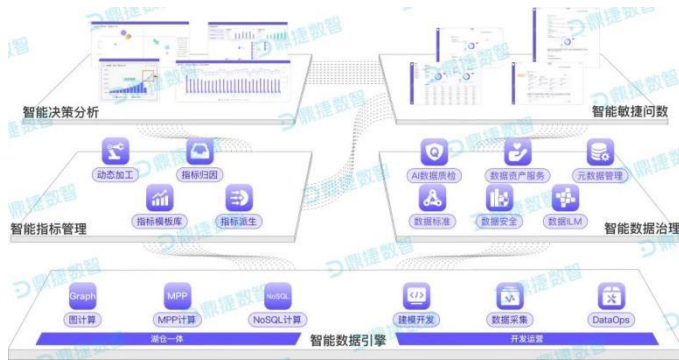 鼎捷数智
智能决策分析
智能敏捷问数
动态加工
指标归因
指标模板库
指标派生
智能指标管理
AI数据质检
数据资产服务
元数据管理
数据标准
数据安全
数据ILM
智能数据治理
Graph
MPP
NoSQL
图计算
MPP计算
NoSQL计算
建模开发
数据采集
DataOps
湖仓一体
智能数据引擎
开发运营